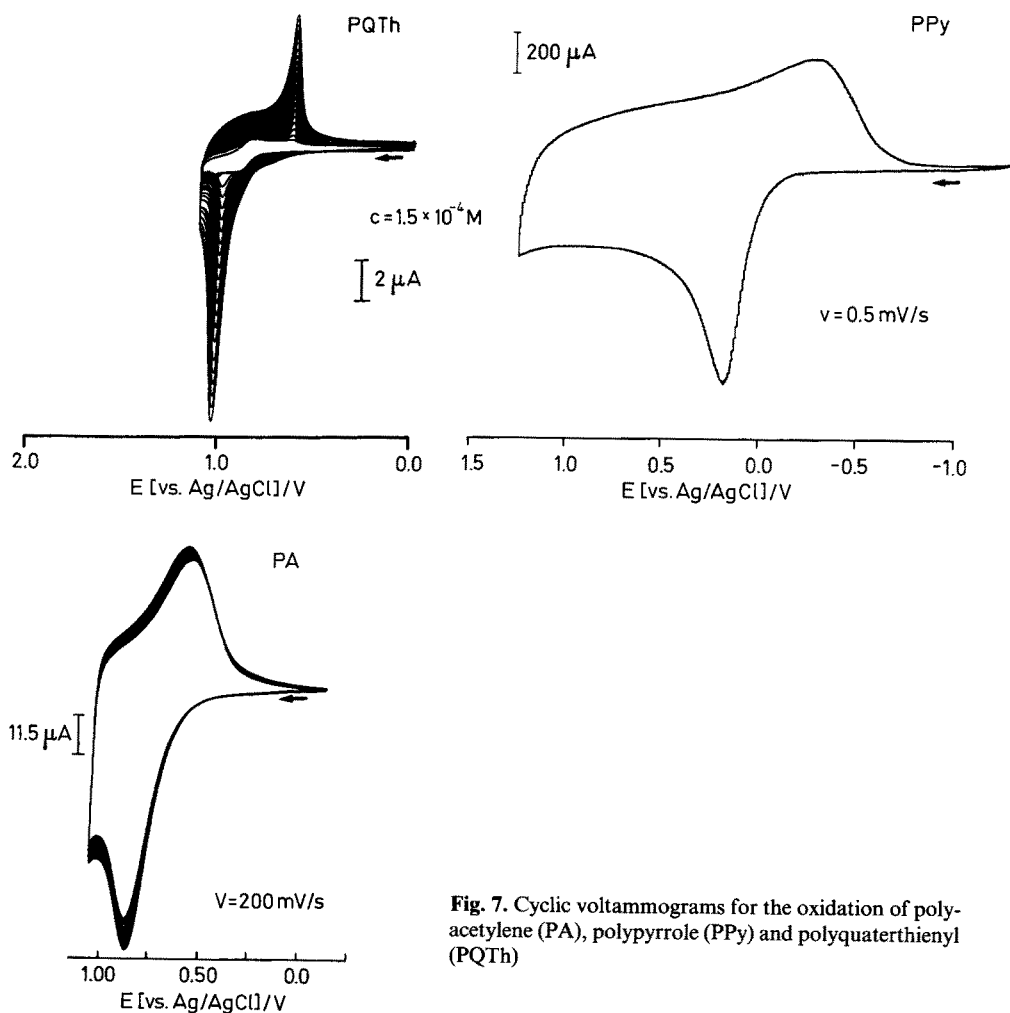 PQTh
c = 1.5 × 10⁻⁴ M
2 µA
2.0 1.0 0.0
E [vs. Ag/AgCl]/V
PPy
200 µA
v = 0.5 mV/s
1.5 1.0 0.5 0.0 -0.5 -1.0
E [vs. Ag/AgCl]/V
PA
11.5 µA
V = 200 mV/s
1.00 0.50 0.0
E [vs. Ag/AgCl]/V
Fig. 7. Cyclic voltammograms for the oxidation of poly-
acetylene (PA), polypyrrole (PPy) and polyquaterthienyl
(PQTh)